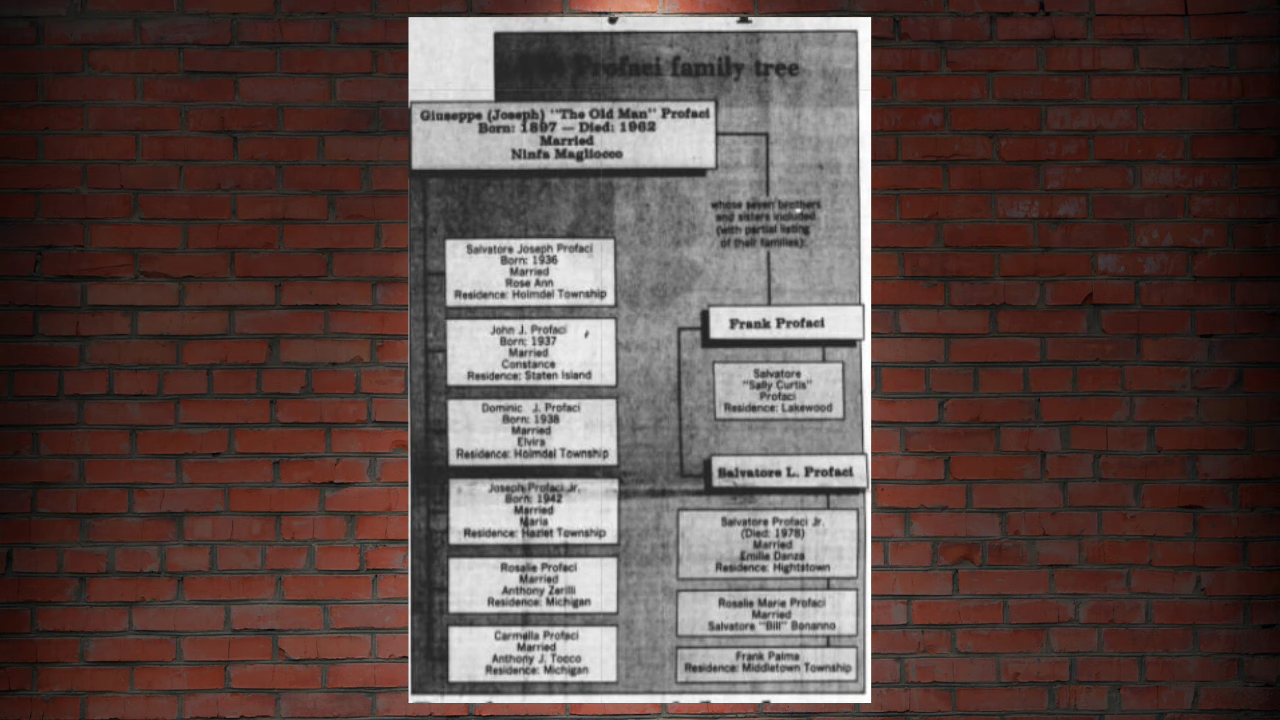 Profaci family tree
Giuseppe (Joseph) "The Old Man" Profaci
Born: 1897 — Died: 1962
Married
Ninfa Magliocco
whose seven brothers
and sisters included
(with partial listing
of their families):
Salvatore Joseph Profaci
Born: 1936
Married
Rose Ann
Residence: Holmdel Township
John J. Profaci
Born: 1937
Married
Constance
Residence: Staten Island
Dominic J. Profaci
Born: 1938
Married
Elvira
Residence: Holmdel Township
Joseph Profaci Jr.
Born: 1942
Married
Maria
Residence: Hazlet Township
Rosalie Profaci
Married
Anthony Zerilli
Residence: Michigan
Carmella Profaci
Married
Anthony J. Tocco
Residence: Michigan
Frank Profaci
Salvatore
"Sally Curtis"
Profaci
Residence: Lakewood
Salvatore L. Profaci
Salvatore Profaci Jr.
(Died: 1978)
Married
Emilie Danza
Residence: Hightstown
Rosalie Marie Profaci
Married
Salvatore "Bill" Bonanno
Frank Palma
Residence: Middletown Township